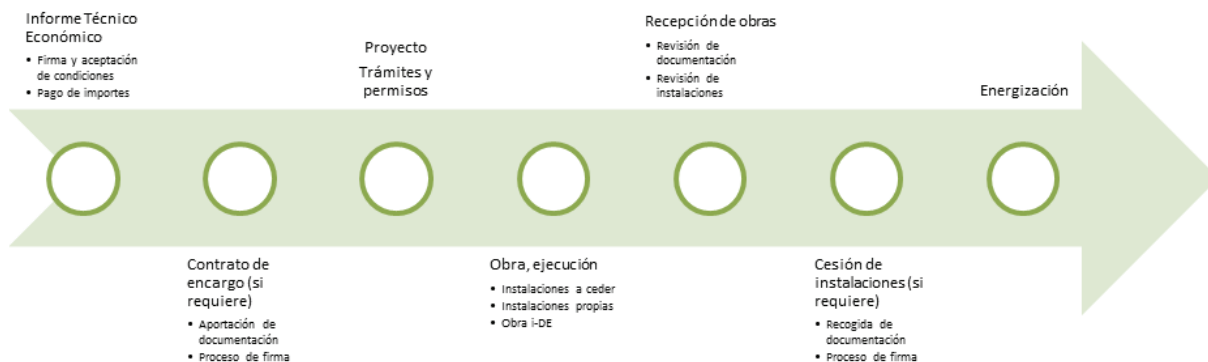 Informe Técnico
Económico
▪ Firma y aceptación
de condiciones
▪ Pago de importes
Contrato de
encargo (si
requiere)
▪ Aportación de
documentación
▪ Proceso de firma
Proyecto
Trámites y
permisos
Obra, ejecución
▪ Instalaciones a ceder
▪ Instalaciones propias
▪ Obra i-DE
Recepción de obras
▪ Revisión de
documentación
▪ Revisión de
instalaciones
Cesión de
instalaciones (si
requiere)
▪ Recogida de
documentación
▪ Proceso de firma
Energización